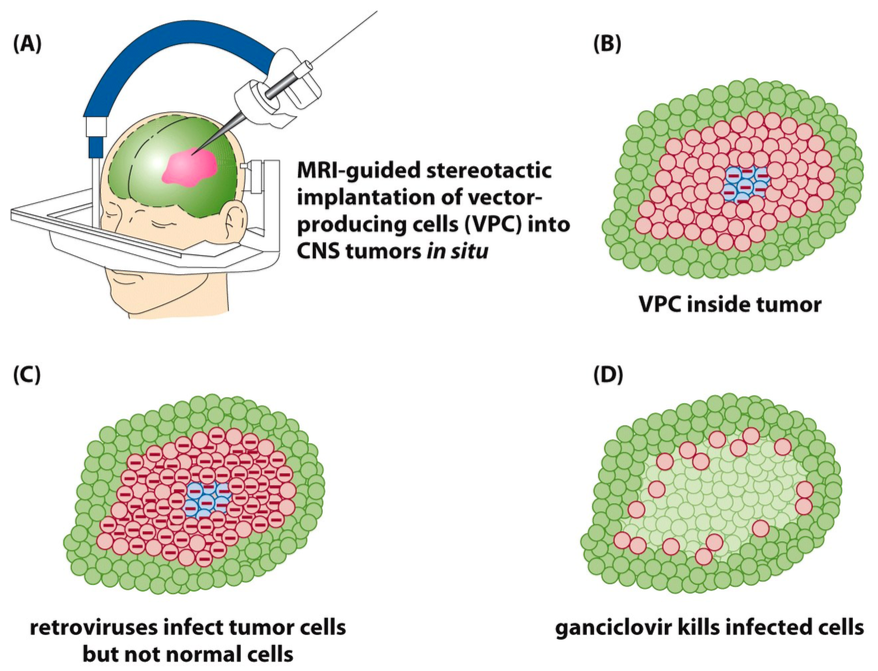 (A)
MRI-guided stereotactic
implantation of vector-
producing cells (VPC) into
CNS tumors in situ
(B)
VPC inside tumor
(C)
retroviruses infect tumor cells
but not normal cells
(D)
ganciclovir kills infected cells